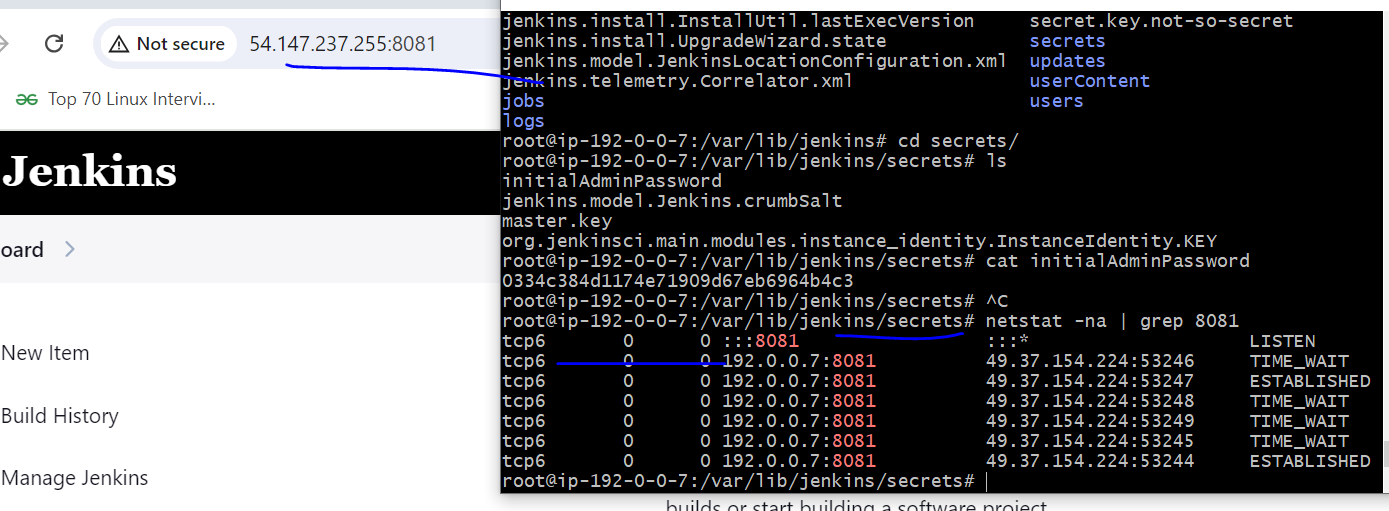 Not secure 54.147.237.255:8081
Top 70 Linux Intervi...
Jenkins
oard
New Item
Build History
Manage Jenkins
jenkins.install.InstallUtil.lastExecVersion secret.key.not-so-secret
jenkins.install.UpgradeWizard.state secrets
jenkins.model.JenkinsLocationConfiguration.xml updates
jenkins.telemetry.Correlator.xml userContent
jobs users
logs
root@ip-192-0-0-7:/var/lib/jenkins# cd secrets/
root@ip-192-0-0-7:/var/lib/jenkins/secrets# ls
initialAdminPassword
jenkins.model.Jenkins.crumbSalt
master.key
org.jenkinsci.main.modules.instance_identity.InstanceIdentity.KEY
root@ip-192-0-0-7:/var/lib/jenkins/secrets# cat initialAdminPassword
0334c384d1174e71909d67eb6964b4c3
root@ip-192-0-0-7:/var/lib/jenkins/secrets# ^C
root@ip-192-0-0-7:/var/lib/jenkins/secrets# netstat -na | grep 8081
tcp6 0 0 :::8081 :::* LISTEN
tcp6 0 0 192.0.0.7:8081 49.37.154.224:53246 TIME_WAIT
tcp6 0 0 192.0.0.7:8081 49.37.154.224:53247 ESTABLISHED
tcp6 0 0 192.0.0.7:8081 49.37.154.224:53248 TIME_WAIT
tcp6 0 0 192.0.0.7:8081 49.37.154.224:53249 TIME_WAIT
tcp6 0 0 192.0.0.7:8081 49.37.154.224:53245 TIME_WAIT
tcp6 0 0 192.0.0.7:8081 49.37.154.224:53244 ESTABLISHED
root@ip-192-0-0-7:/var/lib/jenkins/secrets#
builds or start building a software project